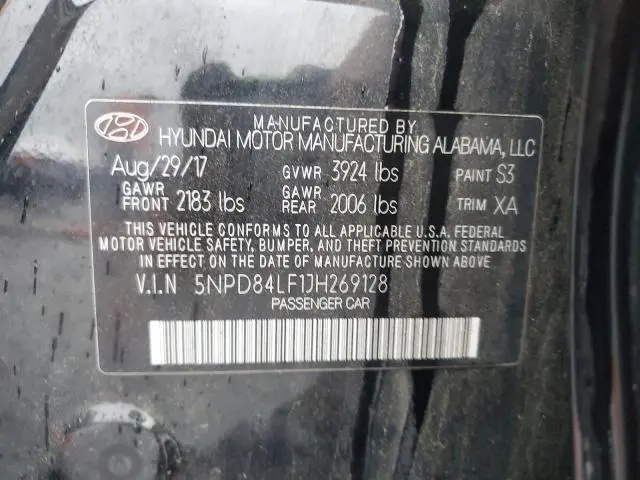 MANUFACTURED BY
HYUNDAI MOTOR MANUFACTURING ALABAMA, LLC
Aug/29/17 GVWR 3924 lbs PAINT S3
GAWR FRONT 2183 lbs GAWR REAR 2006 lbs TRIM XA
THIS VEHICLE CONFORMS TO ALL APPLICABLE U.S.A. FEDERAL
MOTOR VEHICLE SAFETY, BUMPER, AND THEFT PREVENTION STANDARDS
IN EFFECT ON THE DATE OF MANUFACTURE SHOWN ABOVE.
V.I.N 5NPD84LF1JH269128
PASSENGER CAR